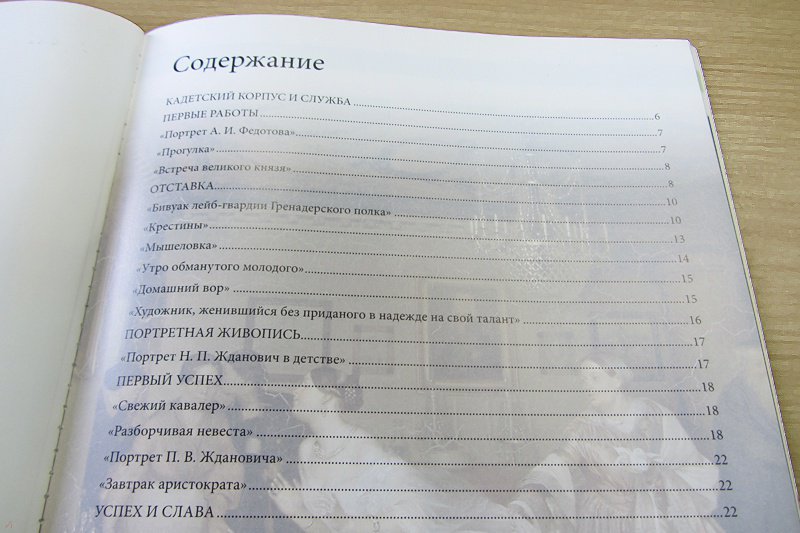 Содержание
КАДЕТСКИЙ КОРПУС И СЛУЖБА ........ 6
ПЕРВЫЕ РАБОТЫ ........ 7
«Портрет А. И. Федотова» ........ 7
«Прогулка» ........ 8
«Встреча великого князя» ........ 8
ОТСТАВКА ........ 10
«Бивуак лейб-гвардии Гренадерского полка» ........ 10
«Крестины» ........ 13
«Мышеловка» ........ 14
«Утро обманутого молодого» ........ 15
«Домашний вор» ........ 15
«Художник, женившийся без приданого в надежде на свой талант» ........ 16
ПОРТРЕТНАЯ ЖИВОПИСЬ ........ 17
«Портрет Н. П. Жданович в детстве» ........ 17
ПЕРВЫЙ УСПЕХ ........ 18
«Свежий кавалер» ........ 18
«Разборчивая невеста» ........ 18
«Портрет П. В. Ждановича» ........ 22
«Завтрак аристократа» ........ 22
УСПЕХ И СЛАВА ........ 22